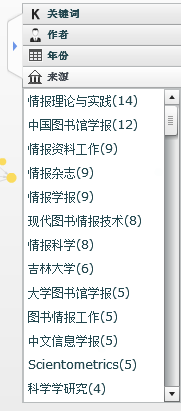 K 关键词
作者
年份
来源
情报理论与实践(14)
中国图书馆学报(12)
情报资料工作(9)
情报杂志(9)
情报学报(9)
现代图书情报技术(8)
情报科学(8)
吉林大学(6)
大学图书馆学报(5)
图书情报工作(5)
中文信息学报(5)
Scientometrics(5)
科学学研究(4)